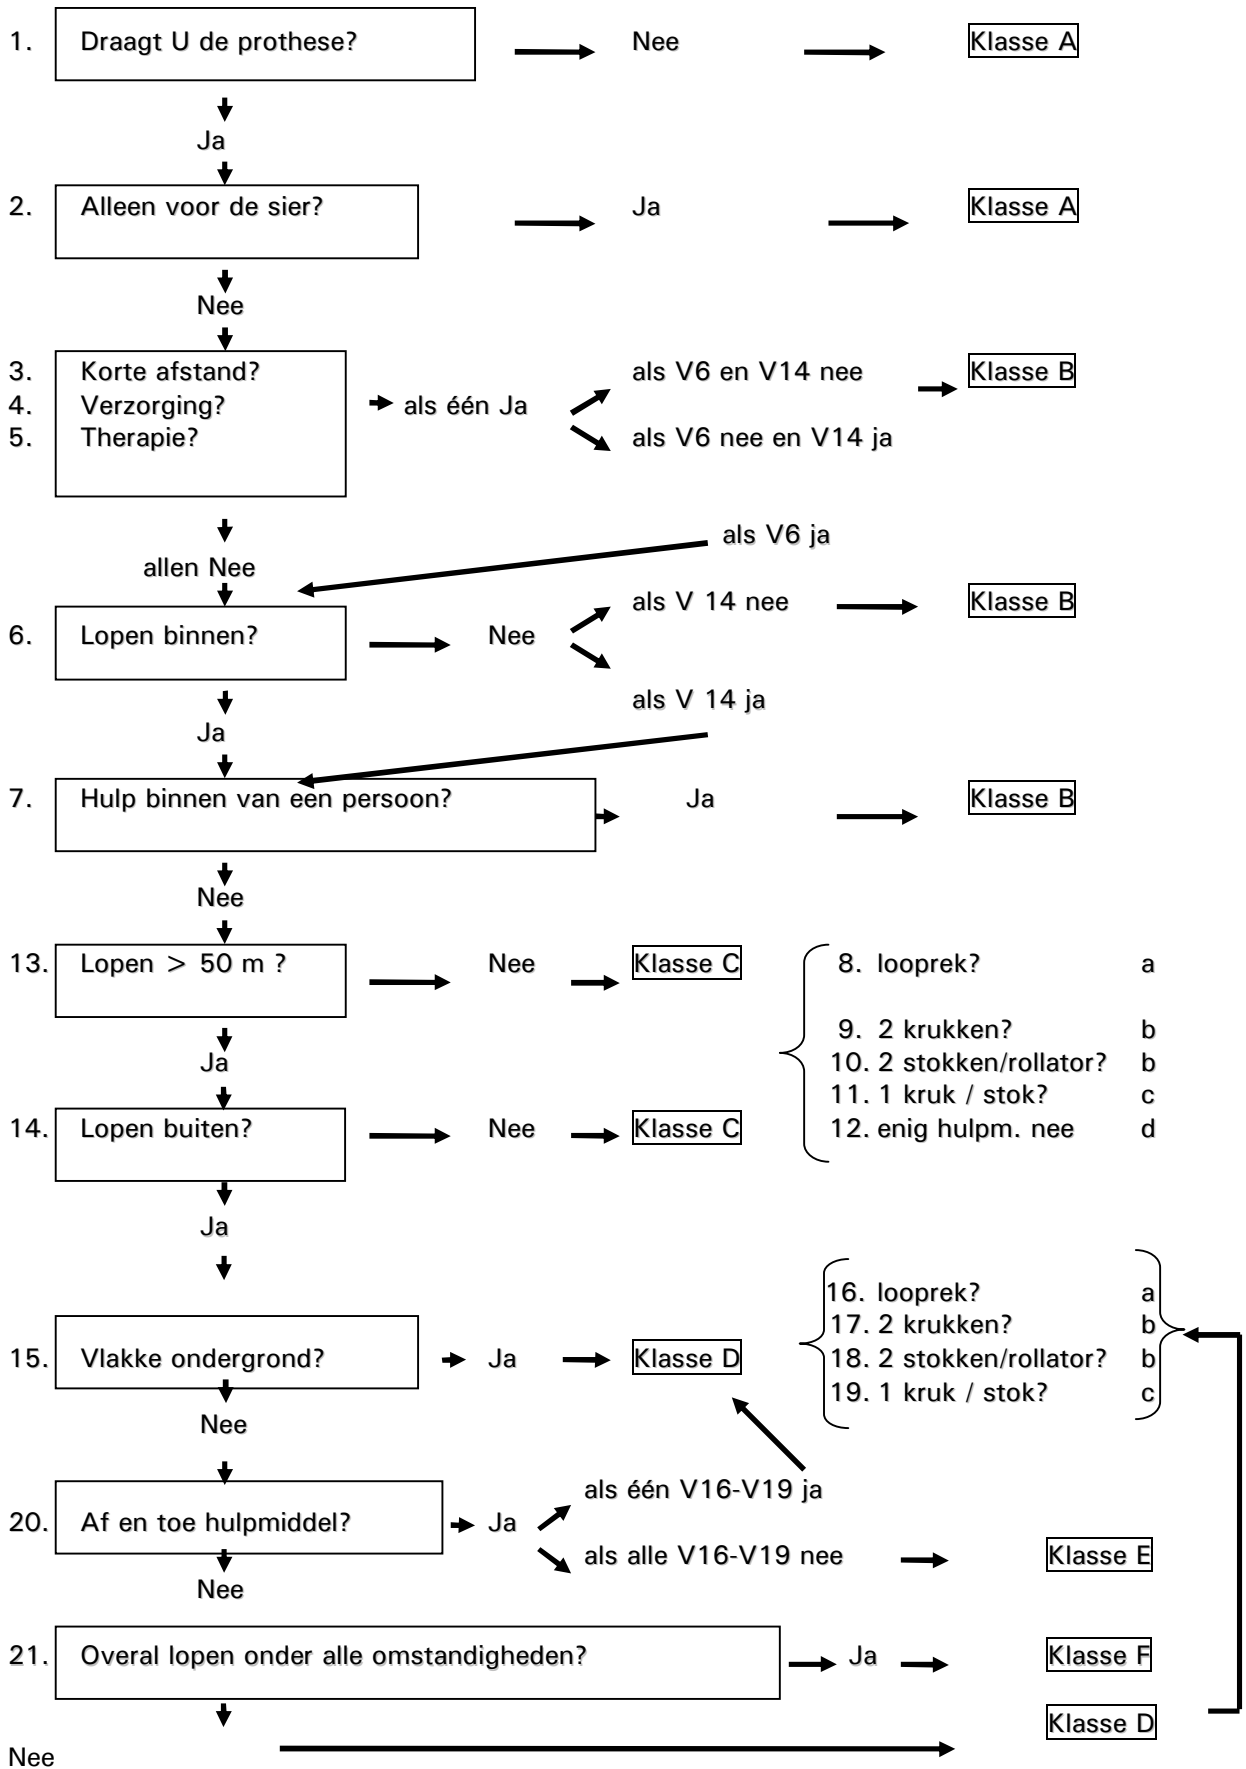 1. Draagt U de prothese? Nee Klasse A
Ja
2. Alleen voor de sier? Ja Klasse A
Nee
3. Korte afstand? als V6 en V14 nee Klasse B
4. Verzorging? als één Ja
5. Therapie? als V6 nee en V14 ja
als V6 ja
allen Nee
als V 14 nee Klasse B
6. Lopen binnen? Nee
als V 14 ja
Ja
7. Hulp binnen van een persoon? Ja Klasse B
Nee
13. Lopen > 50 m ? Nee Klasse C 8. looprek? a
9. 2 krukken? b
Ja 10. 2 stokken/rollator? b
11. 1 kruk / stok? c
14. Lopen buiten? Nee Klasse C 12. enig hulpm. nee d
Ja
16. looprek? a
17. 2 krukken? b
15. Vlakke ondergrond? Ja Klasse D 18. 2 stokken/rollator? b
19. 1 kruk / stok? c
Nee
als één V16-V19 ja
20. Af en toe hulpmiddel? Ja
als alle V16-V19 nee Klasse E
Nee
21. Overal lopen onder alle omstandigheden? Ja Klasse F
Klasse D
Nee